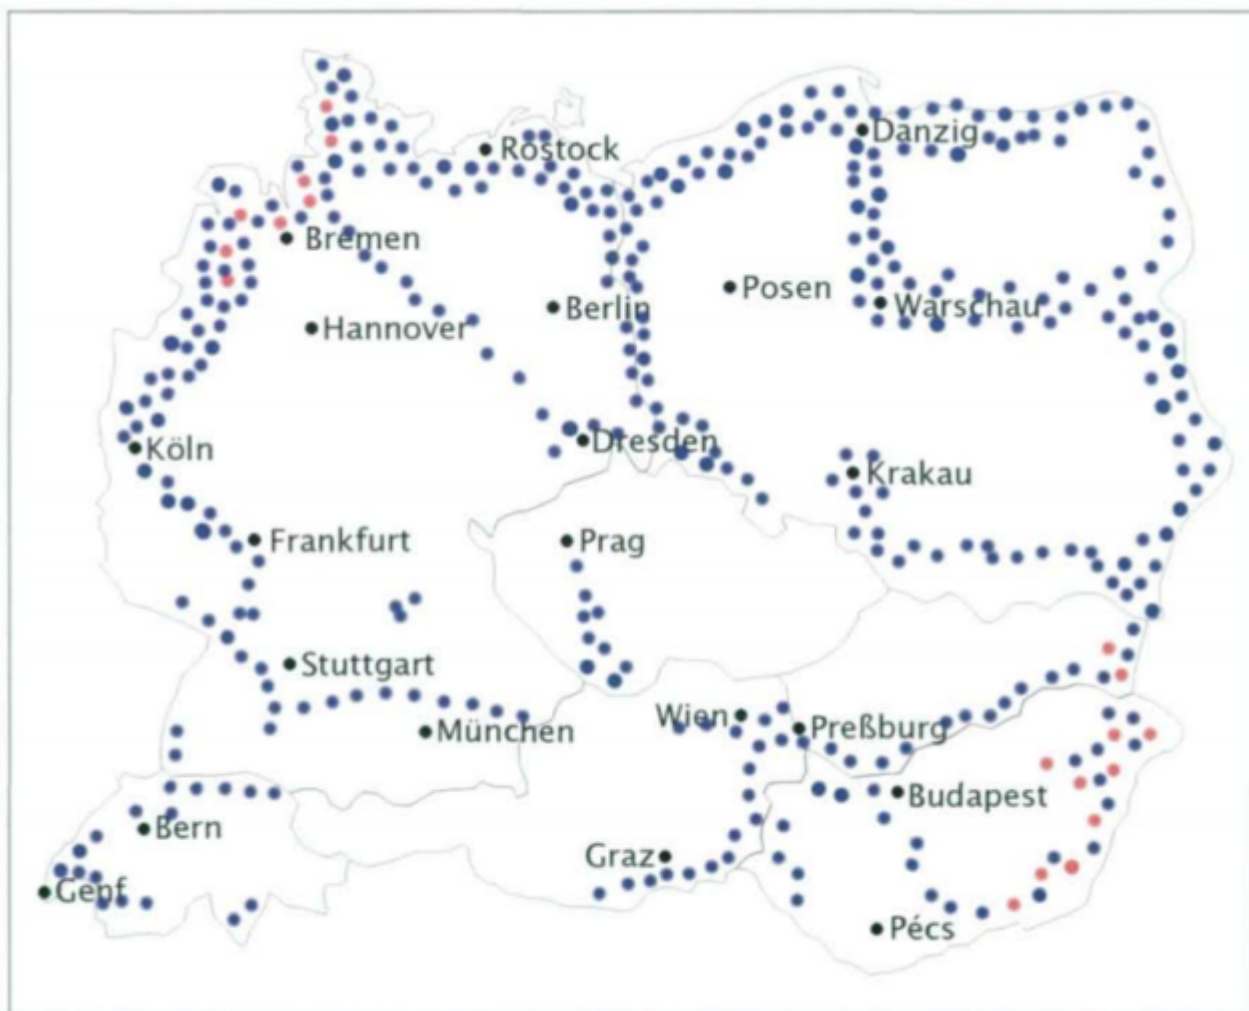 Rostock
Danzig
Bremen
Berlin
Posen
Warschau
Hannover
Köln
Dresden
Krakau
Frankfurt
Prag
Stuttgart
Wien
Preßburg
München
Budapest
Bern
Graz
Genf
Pécs